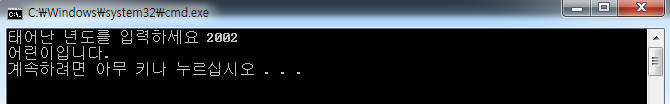 C:₩Windows₩system32₩cmd.exe
태어난 년도를 입력하세요 2002
어린이입니다.
계속하려면 아무 키나 누르십시오 . . .